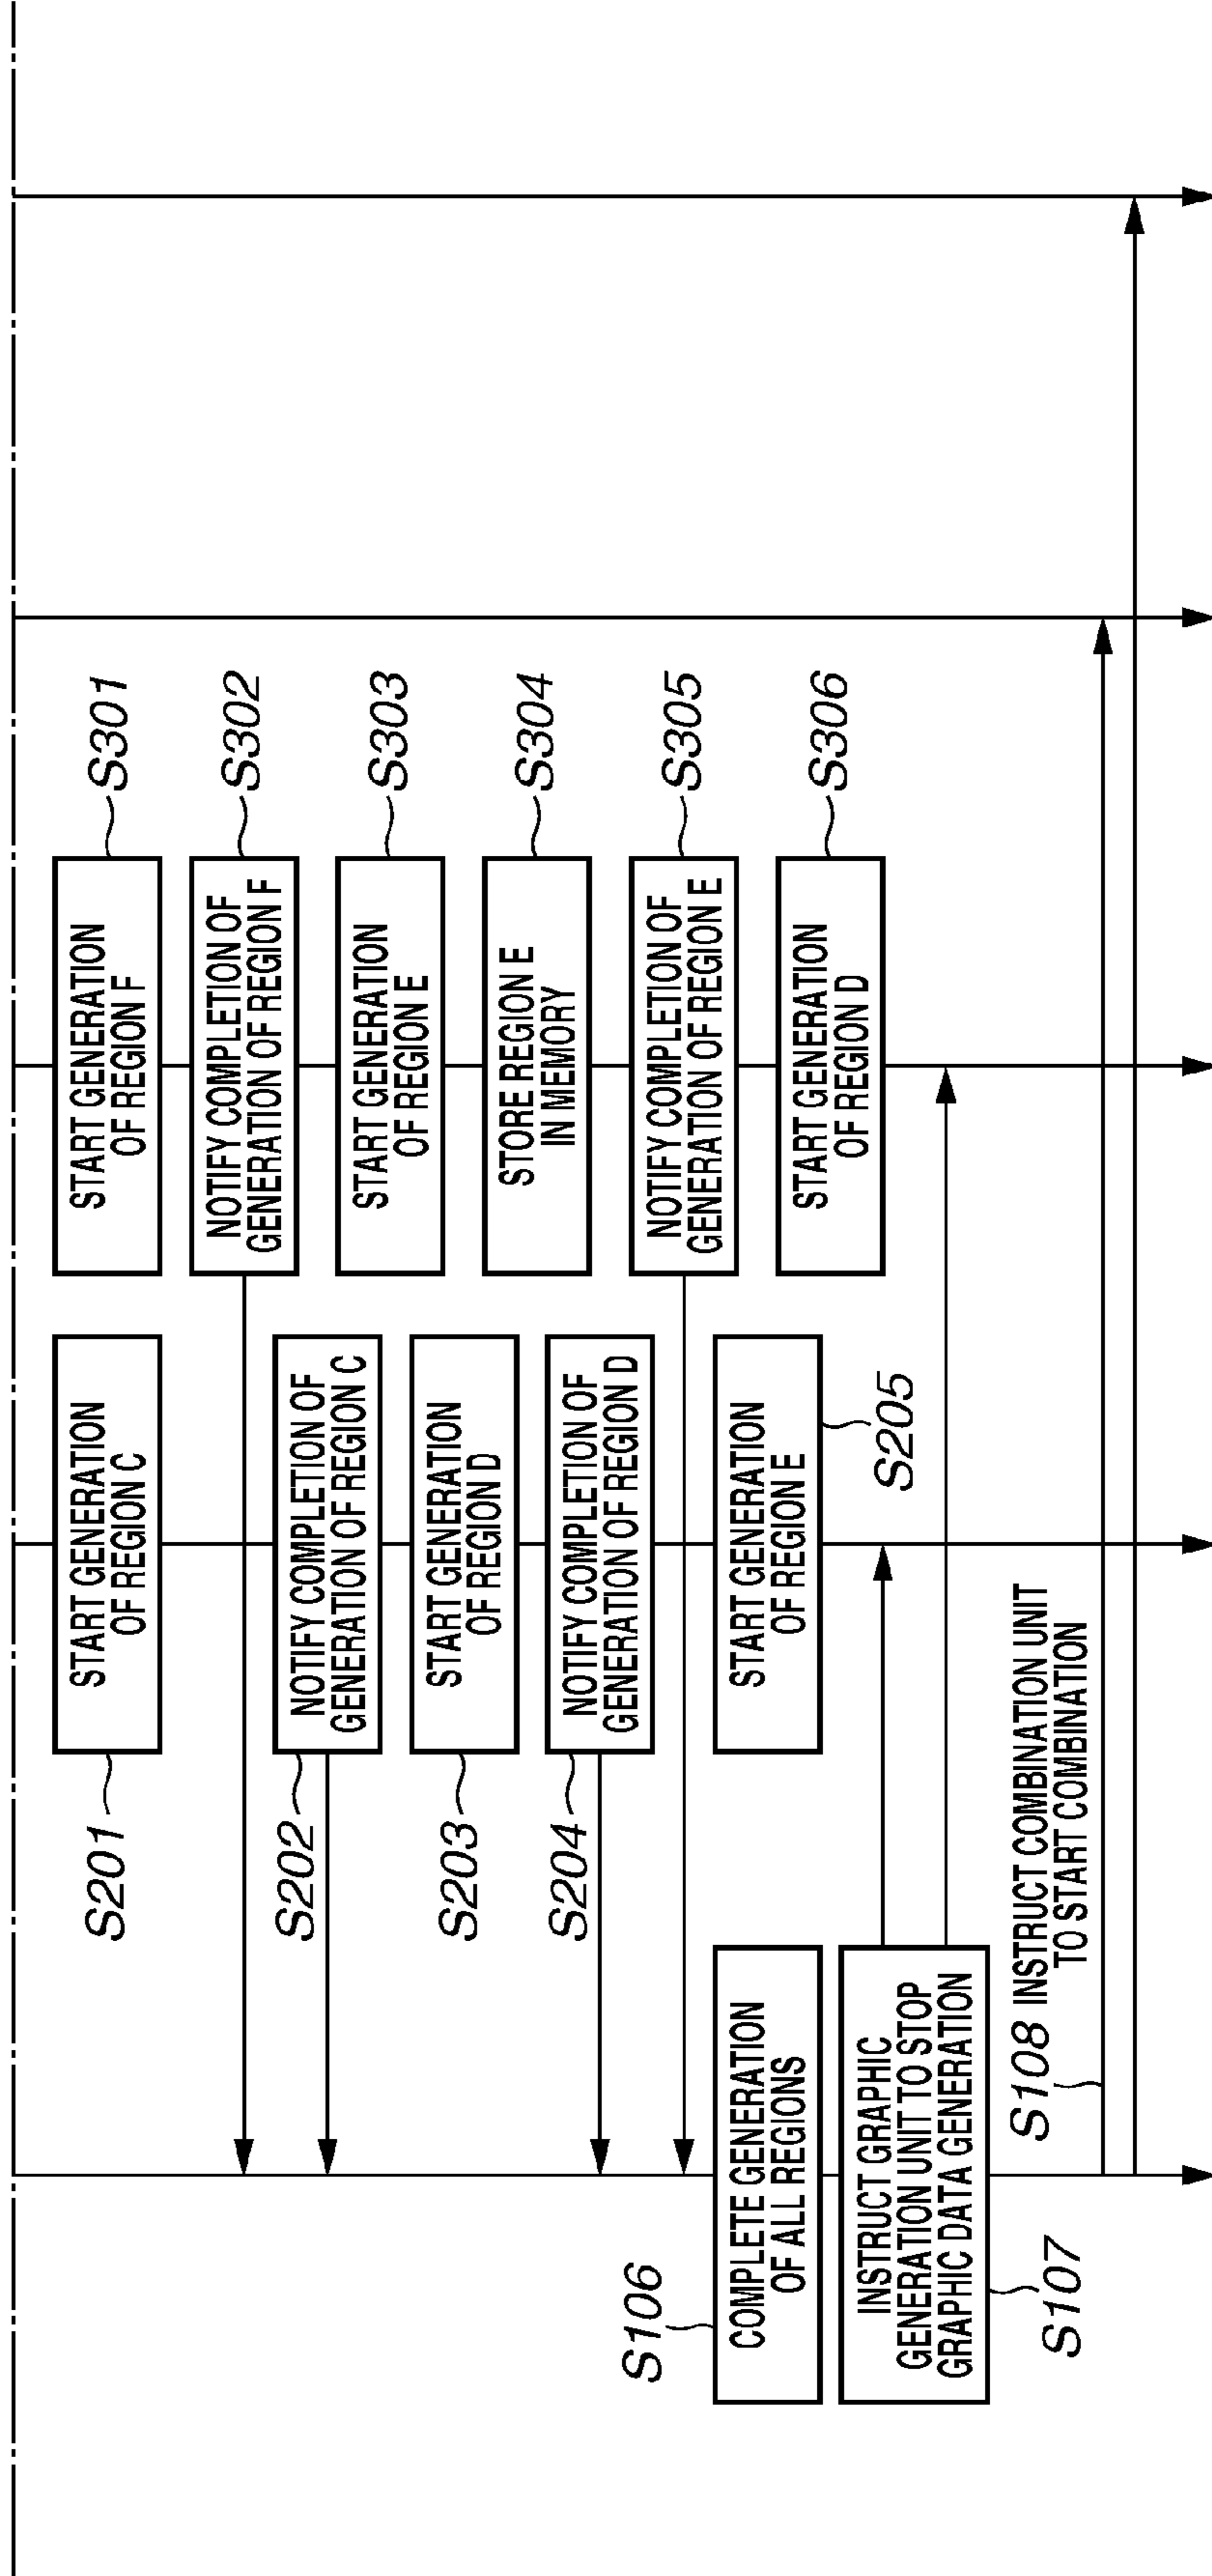 START GENERATION
OF REGION C
S201
START GENERATION
OF REGION F
S301
NOTIFY COMPLETION OF
GENERATION OF REGION F
S302
S202
NOTIFY COMPLETION OF
GENERATION OF REGION C
START GENERATION
OF REGION E
S303
S203
START GENERATION
OF REGION D
STORE REGION E
IN MEMORY
S304
S204
NOTIFY COMPLETION OF
GENERATION OF REGION D
NOTIFY COMPLETION OF
GENERATION OF REGION E
S305
S106
COMPLETE GENERATION
OF ALL REGIONS
START GENERATION
OF REGION E
S205
START GENERATION
OF REGION D
S306
INSTRUCT GRAPHIC
GENERATION UNIT TO STOP
GRAPHIC DATA GENERATION
S107
S108 INSTRUCT COMBINATION UNIT
TO START COMBINATION